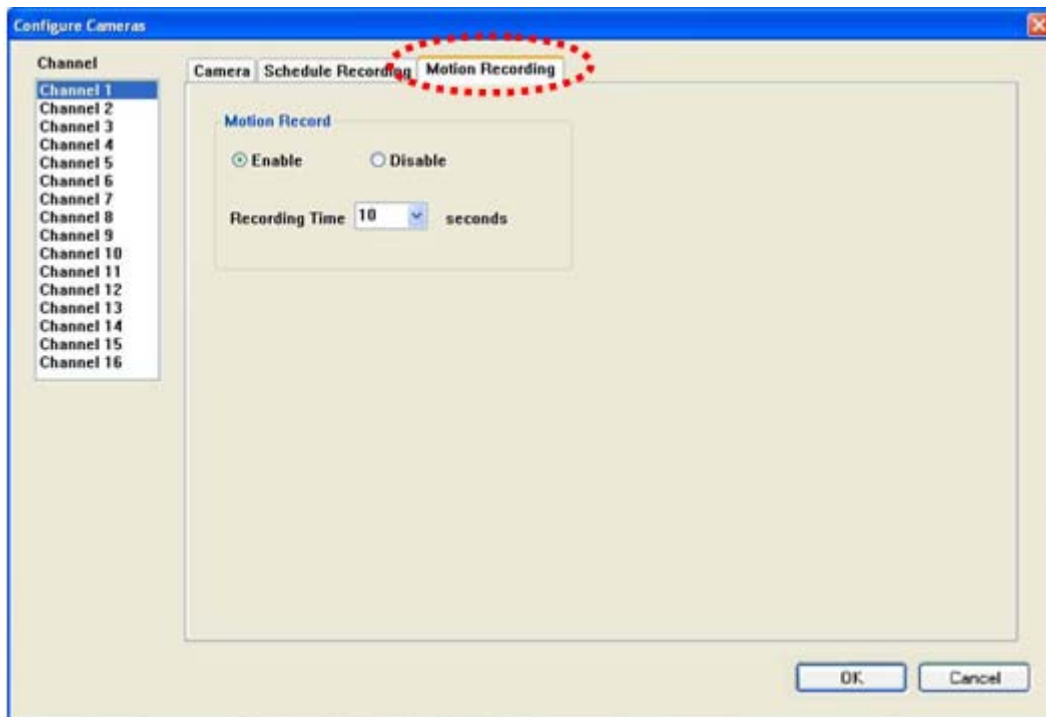 Configure Cameras
Channel
Channel 1
Channel 2
Channel 3
Channel 4
Channel 5
Channel 6
Channel 7
Channel 8
Channel 9
Channel 10
Channel 11
Channel 12
Channel 13
Channel 14
Channel 15
Channel 16
Camera Schedule Recording Motion Recording
Motion Record
Enable Disable
Recording Time 10 seconds
OK Cancel